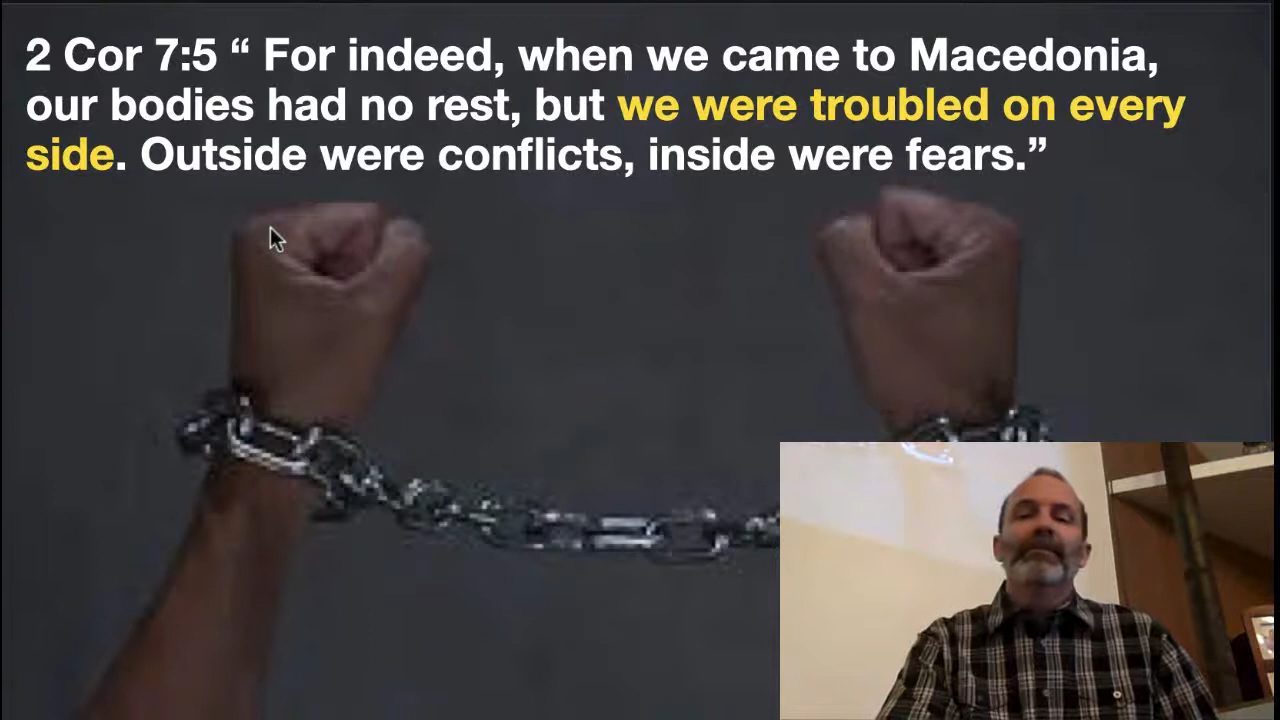 2 Cor 7:5 “ For indeed, when we came to Macedonia,
our bodies had no rest, but we were troubled on every
side. Outside were conflicts, inside were fears.”